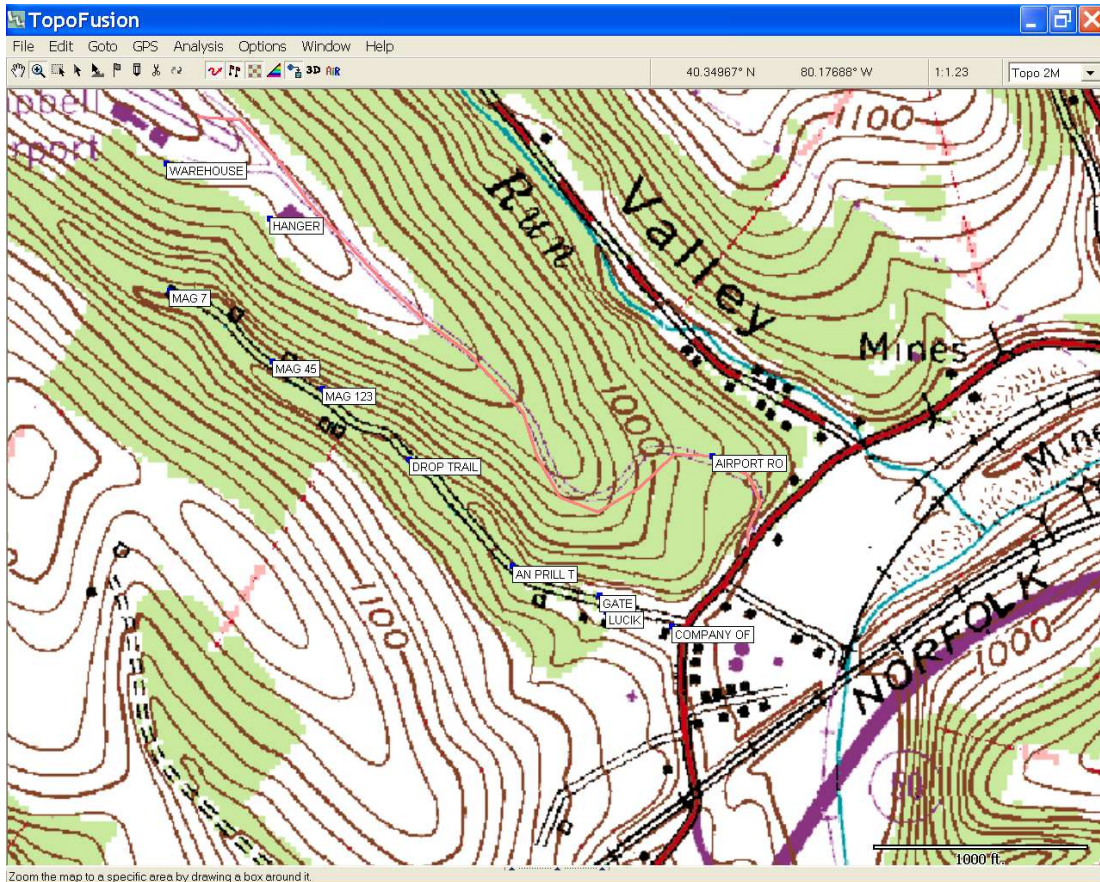 TopoFusion
File Edit Goto GPS Analysis Options Window Help
3D AIR 40.34967° N 80.17688° W 1:1.23 Topo 2M
1100
WAREHOUSE
HANGER
Run
Valley
MAG 7
Mines
MAG 45
MAG 123
1000
DROP TRAIL
AIRPORT RO
AN PRILL T
GATE
LUCIK
COMPANY OF
1100
NORFOLK
1000
80
1000 ft.
Zoom the map to a specific area by drawing a box around it.